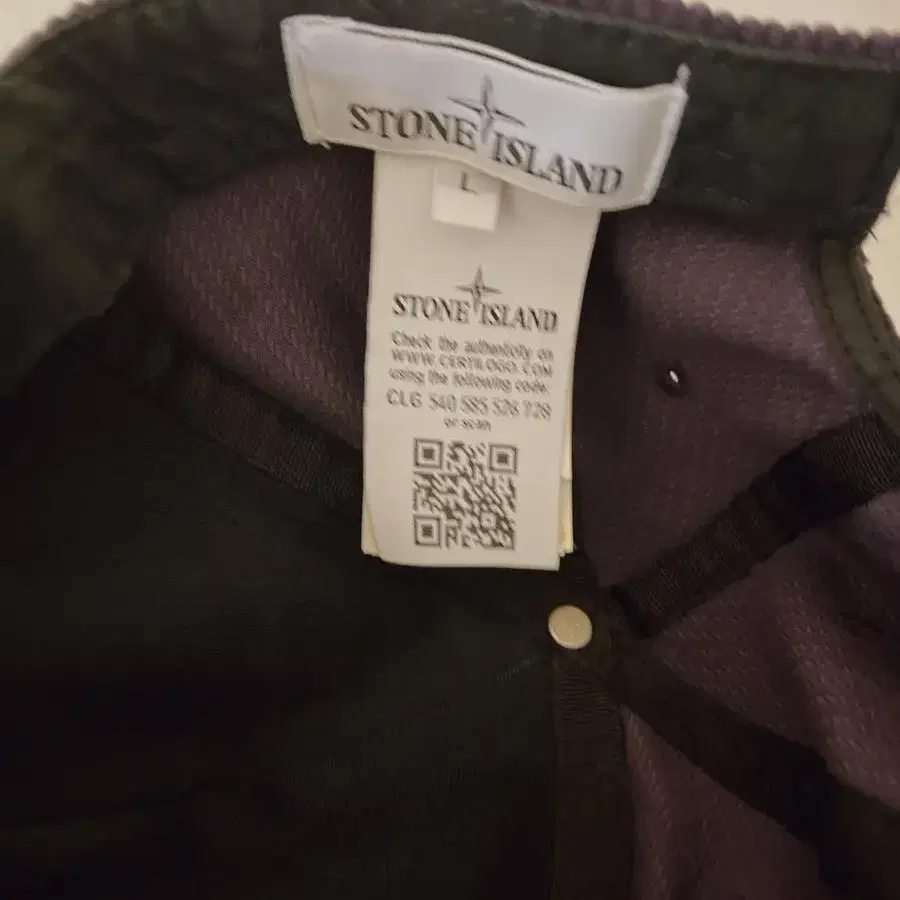 STONE ISLAND
L
STONE ISLAND
Check the authenticity on
WWW.CERTILOGO.COM
using the following code:
CLG 540 585 526 728
or scan